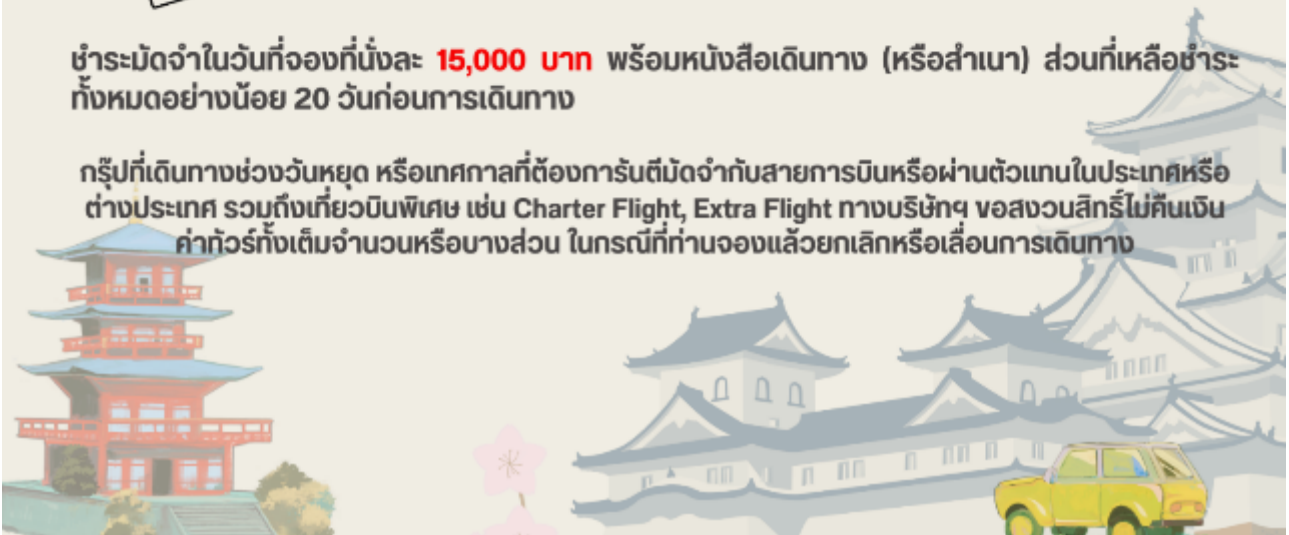 ชำระมัดจำในวันที่จองที่นั่งละ 15,000 บาท พร้อมหนังสือเดินทาง (หรือสำเนา) ส่วนที่เหลือชำระ
ทั้งหมดอย่างน้อย 20 วันก่อนการเดินทาง
กรุ๊ปที่เดินทางช่วงวันหยุด หรือเทศกาลที่ต้องการันตีมัดจำกับสายการบินหรือผ่านตัวแทนในประเทศหรือ
ต่างประเทศ รวมถึงเที่ยวบินพิเศษ เช่น Charter Flight, Extra Flight ทางบริษัทฯ ขอสงวนสิทธิ์ไม่คืนเงิน
ค่าทัวร์ทั้งเต็มจำนวนหรือบางส่วน ในกรณีที่ท่านจองแล้วยกเลิกหรือเลื่อนการเดินทาง